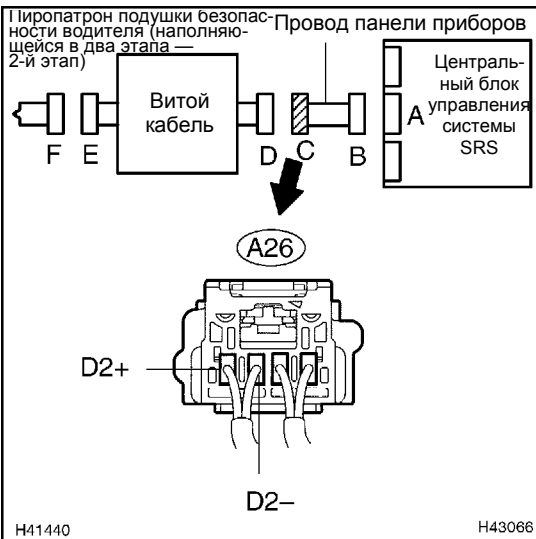 Пиропатрон подушки безопас-
ности водителя (наполняю-
щейся в два этапа —
2-й этап)
Провод панели приборов
Витой
кабель
Централь-
ный блок
управления
системы
SRS
F E D C B A
A26
D2+
D2−
H41440
H43066